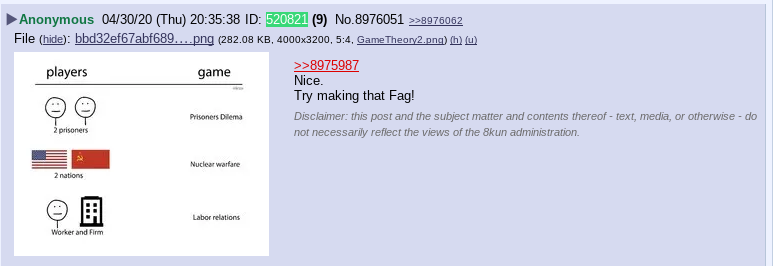 Anonymous 04/30/20 (Thu) 20:35:38 ID: 520821 (9) No.8976051 >>8976062
File (hide): bbd32ef67abf689….png (282.08 KB, 4000x3200, 5:4, GameTheory2.png) (h) (u)
players game
2 prisoners
Prisoners Dilema
2 nations
Nuclear warfare
Worker and Firm
Labor relations
>>8975987
Nice.
Try making that Fag!
Disclaimer: this post and the subject matter and contents thereof - text, media, or otherwise - do
not necessarily reflect the views of the 8kun administration.